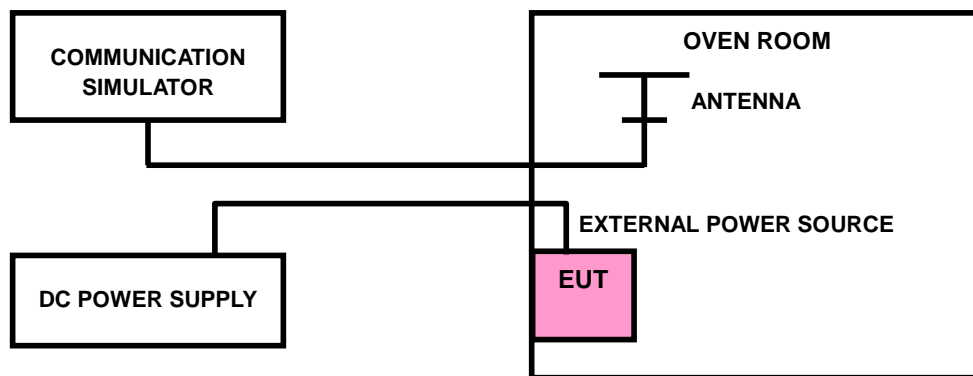 COMMUNICATION
SIMULATOR
OVEN ROOM
ANTENNA
EXTERNAL POWER SOURCE
EUT
DC POWER SUPPLY